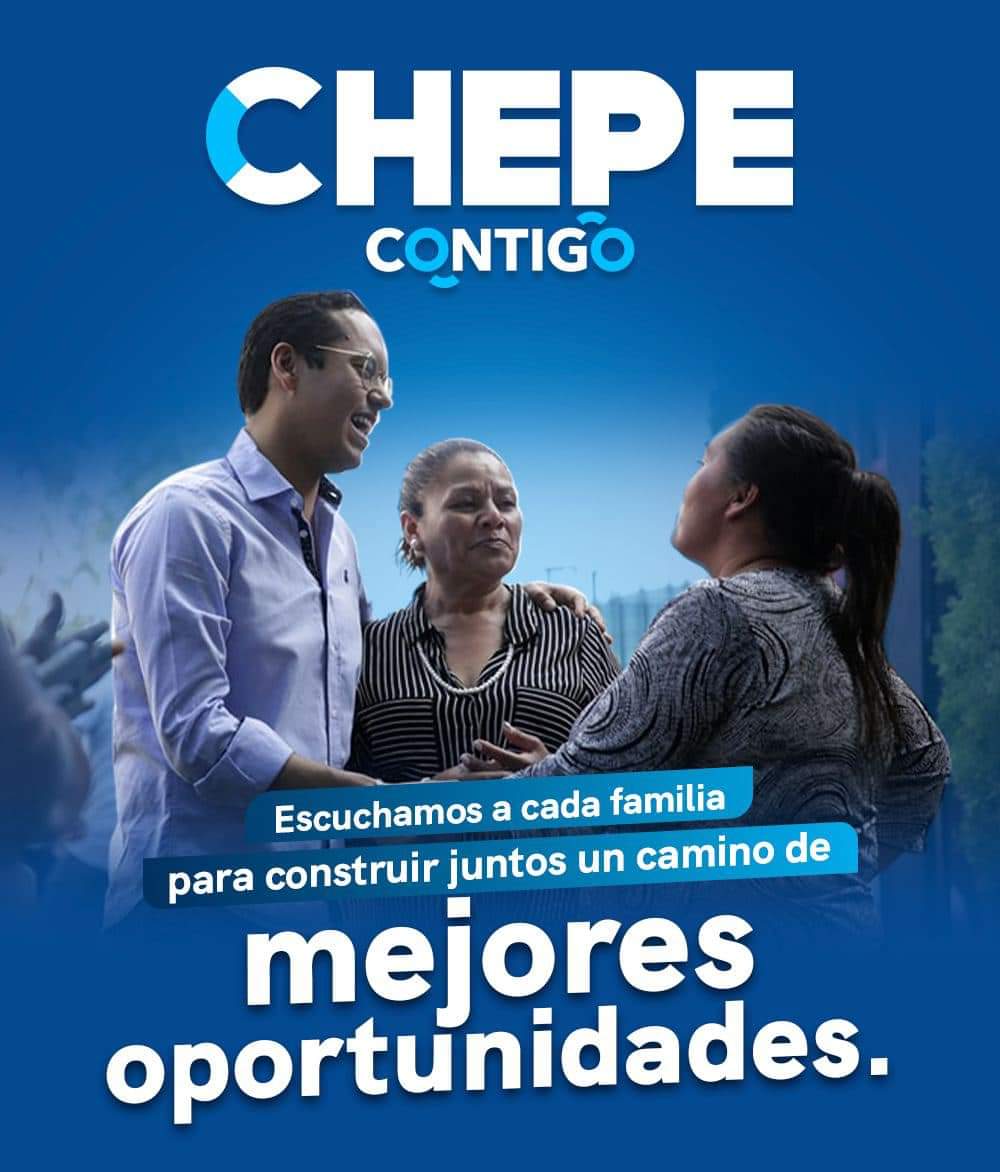 CHEPE
CONTIGO
Escuchamos a cada familia
para construir juntos un camino de
mejores
oportunidades.